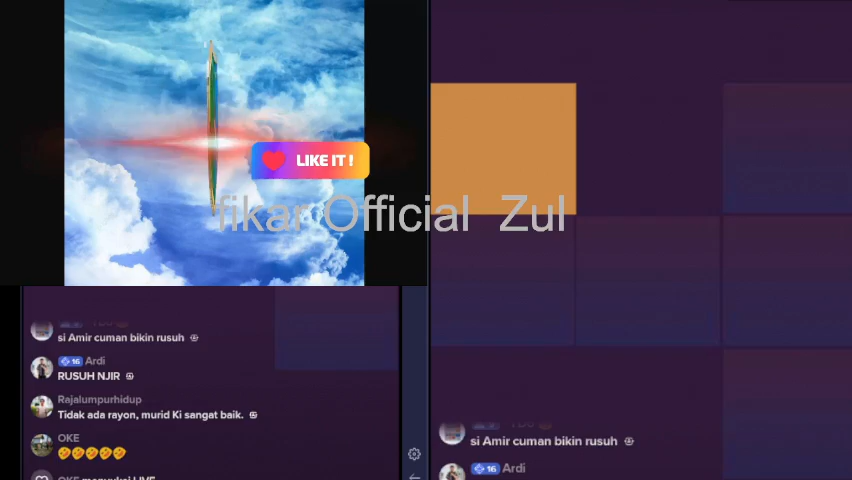 LIKE IT !
fikar Official Zul
si Amir cuman bikin rusuh
16 Ardi
RUSUH NJIR
Rajalumpurhidup
Tidak ada rayon, murid Ki sangat baik.
OKE
si Amir cuman bikin rusuh
16 Ardi